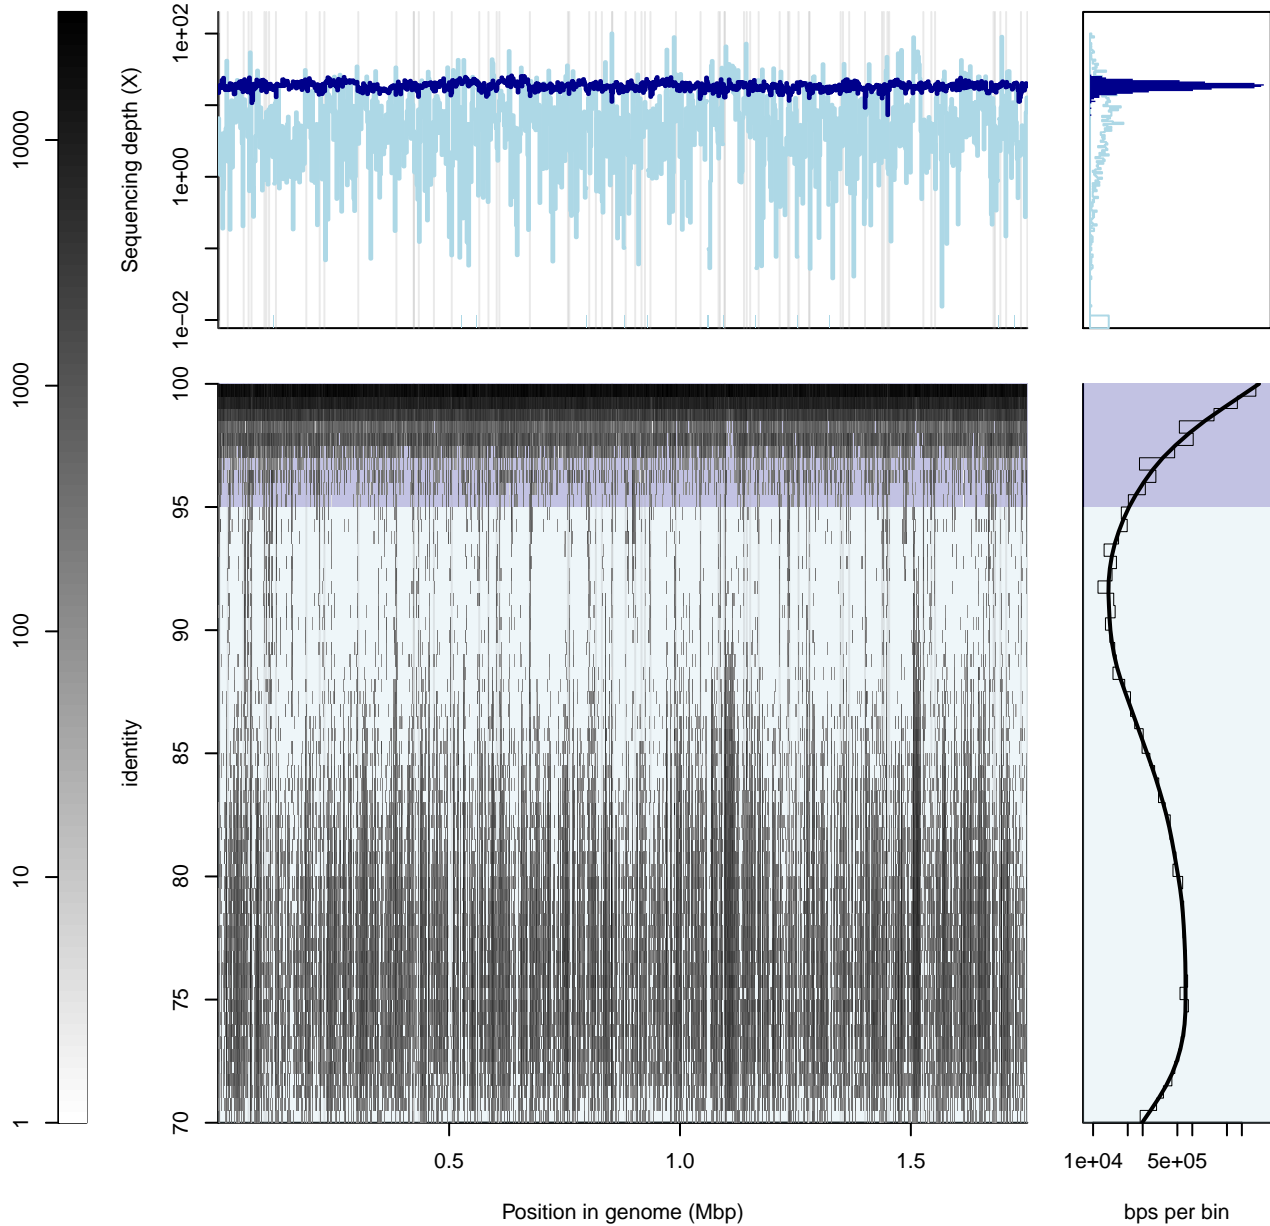 1e+02
1e+00
1e-02
Sequencing depth (X)
10000
1000
100
10
1
100
95
90
85
80
75
70
identity
0.5
1.0
1.5
1e+04
5e+05
Position in genome (Mbp)
bps per bin